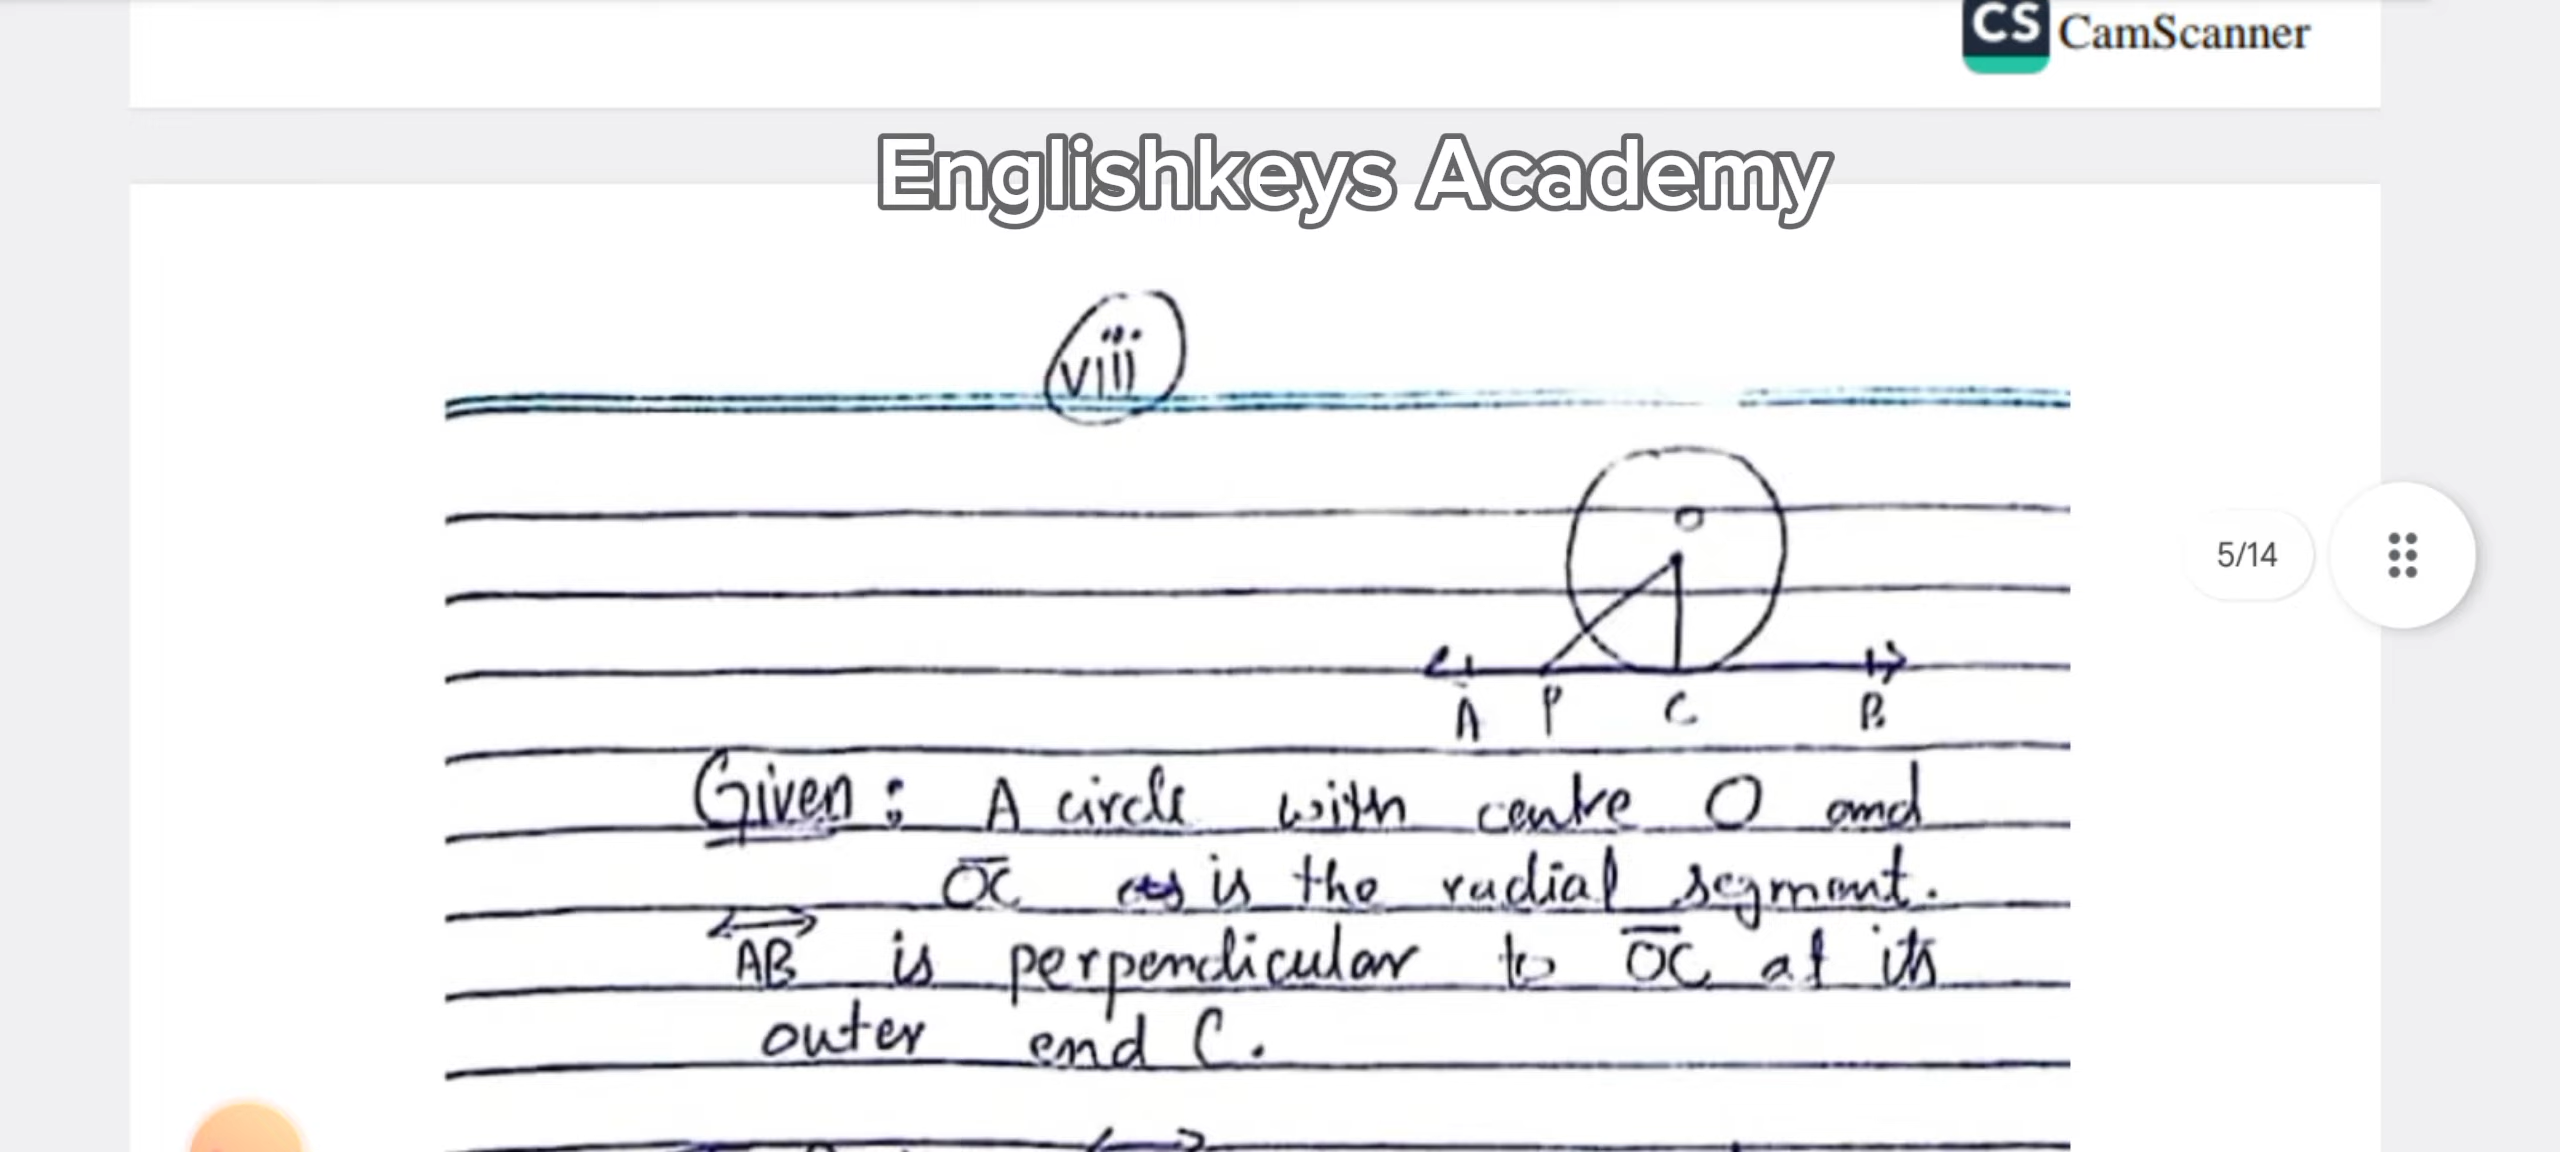 CS CamScanner
Englishkeys Academy
viii
O
A P C B
5/14
Given : A circle with centre O and
OC is the radial segment.
AB is perpendicular to OC at its
outer end C.